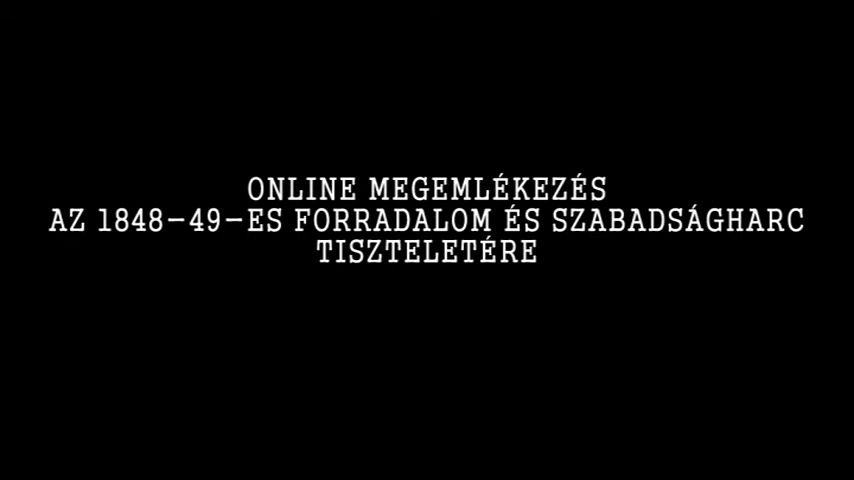 ONLINE MEGEMLÉKEZÉS
AZ 1848-49-ES FORRADALOM ÉS SZABADSÁGHARC
TISZTELETÉRE